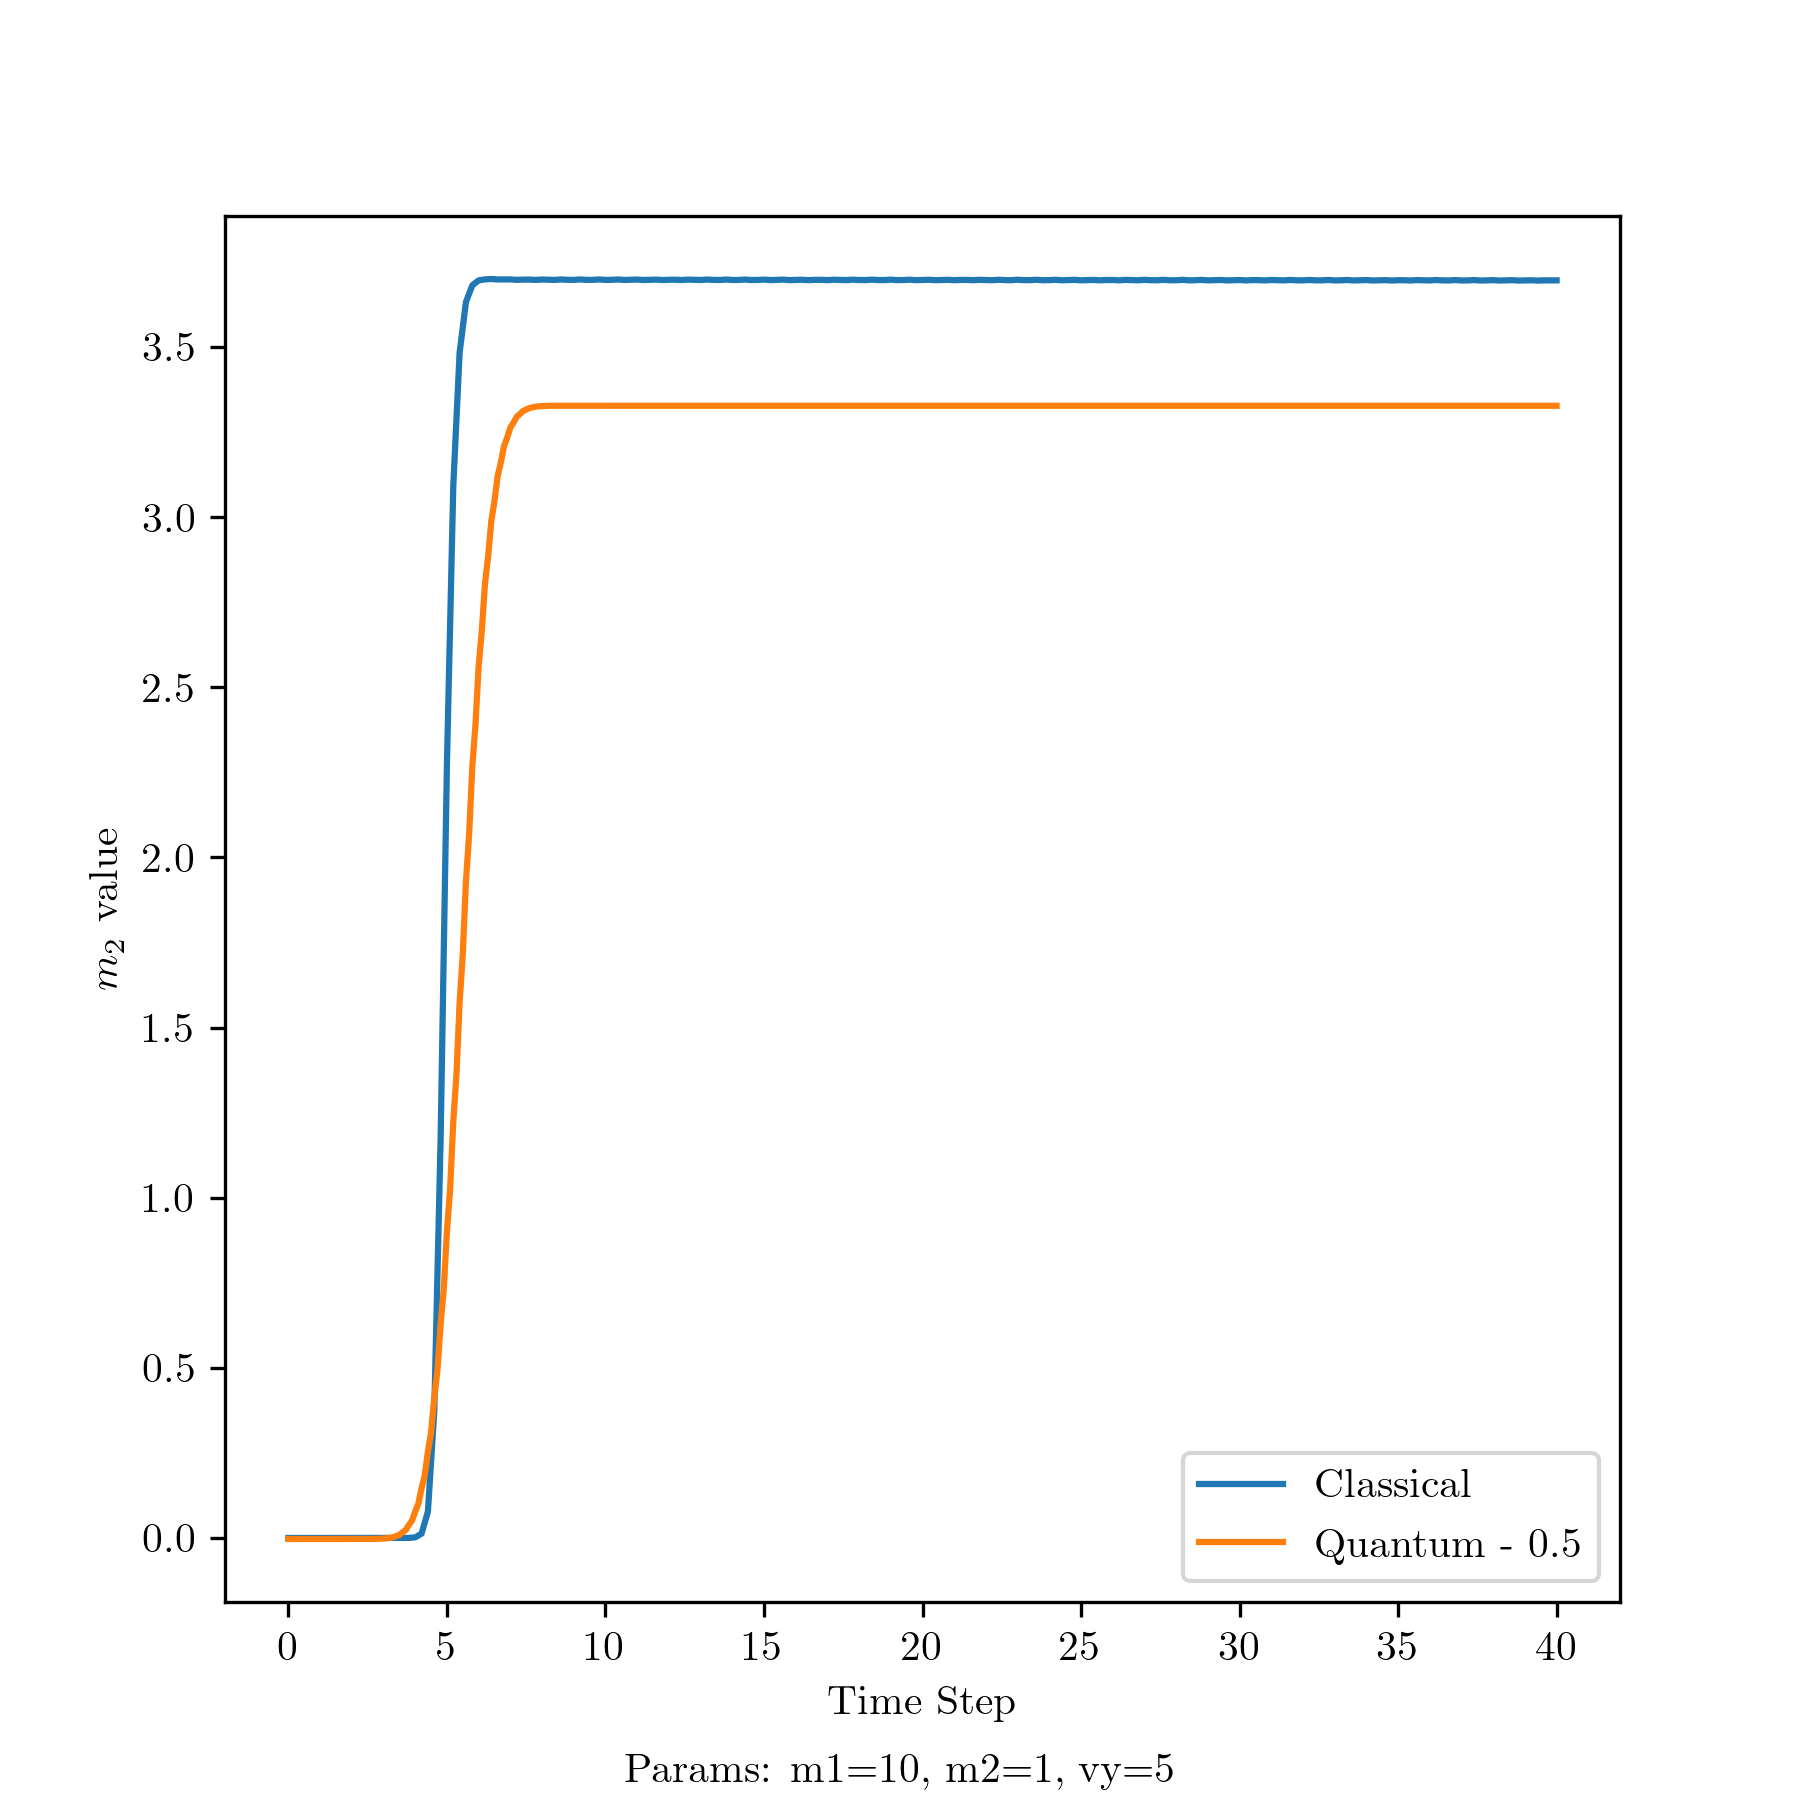 3.5
3.0
2.5
2.0
1.5
1.0
0.5
0.0
m₂ value
Classical
Quantum - 0.5
0 5 10 15 20 25 30 35 40
Time Step
Params: m1=10, m2=1, vy=5